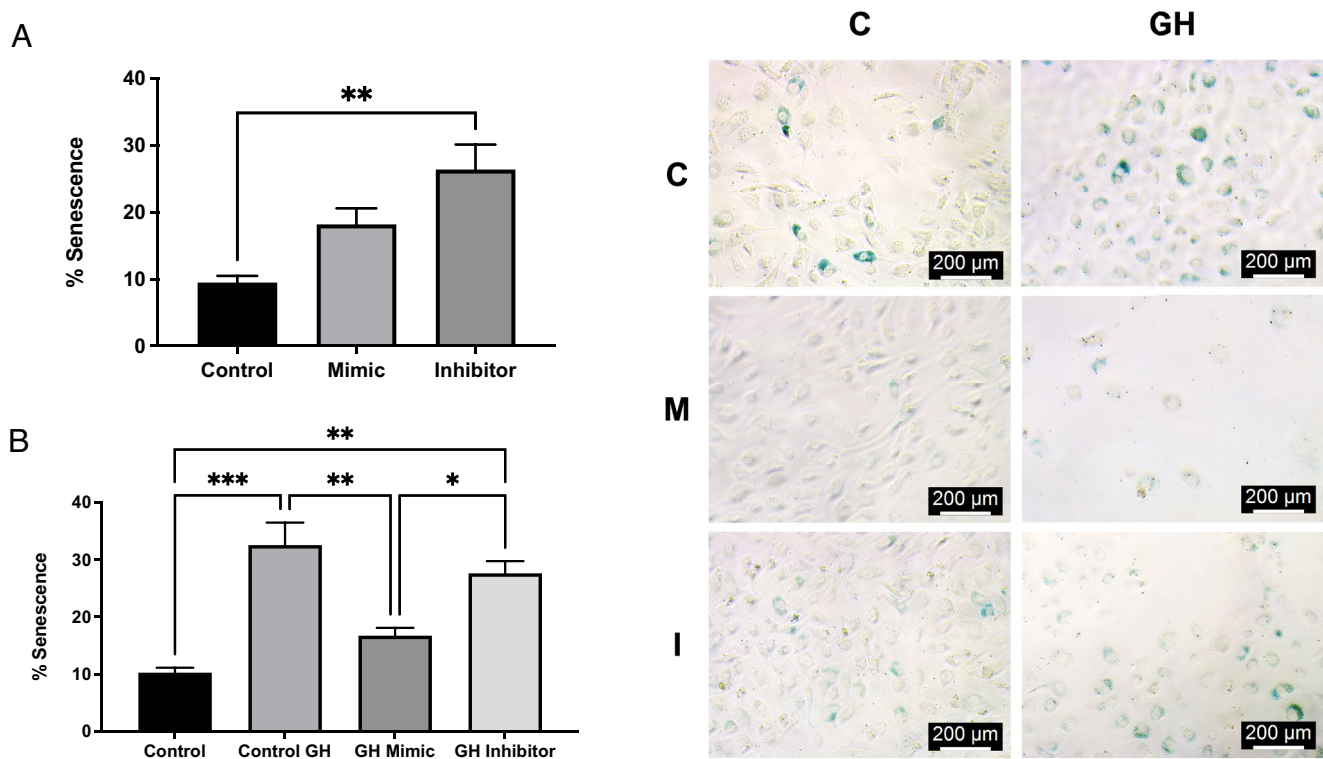 A
40
30
20
10
0
% Senescence
**
Control Mimic Inhibitor
B
40
30
20
10
0
% Senescence
**
*** ** *
Control Control GH GH Mimic GH Inhibitor
C GH
C
200 µm 200 µm
M
200 µm 200 µm
I
200 µm 200 µm